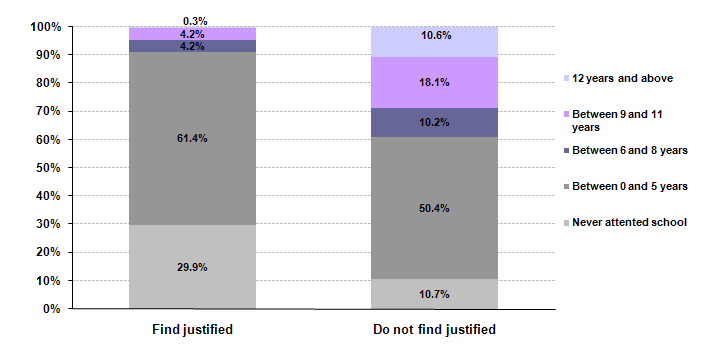 0.3%
100%
4.2%
10.6%
4.2%
90%
80%
18.1%
12 years and above
70%
Between 9 and 11
years
10.2%
60%
61.4%
Between 6 and 8 years
50%
40%
50.4%
Between 0 and 5 years
30%
Never attented school
20%
29.9%
10%
10.7%
0%
Find justified
Do not find justified